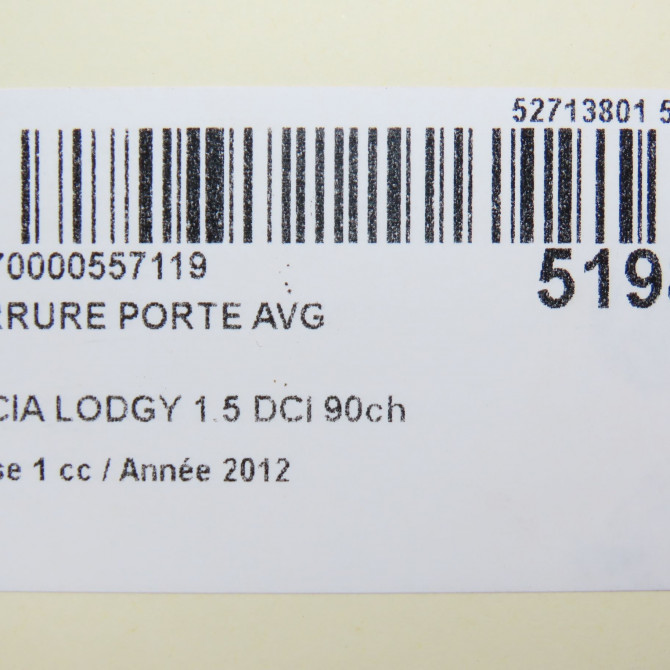 52713801 5
70000557119
519
RRURE PORTE AVG
CIA LODGY 1.5 DCI 90ch
se 1 cc / Année 2012